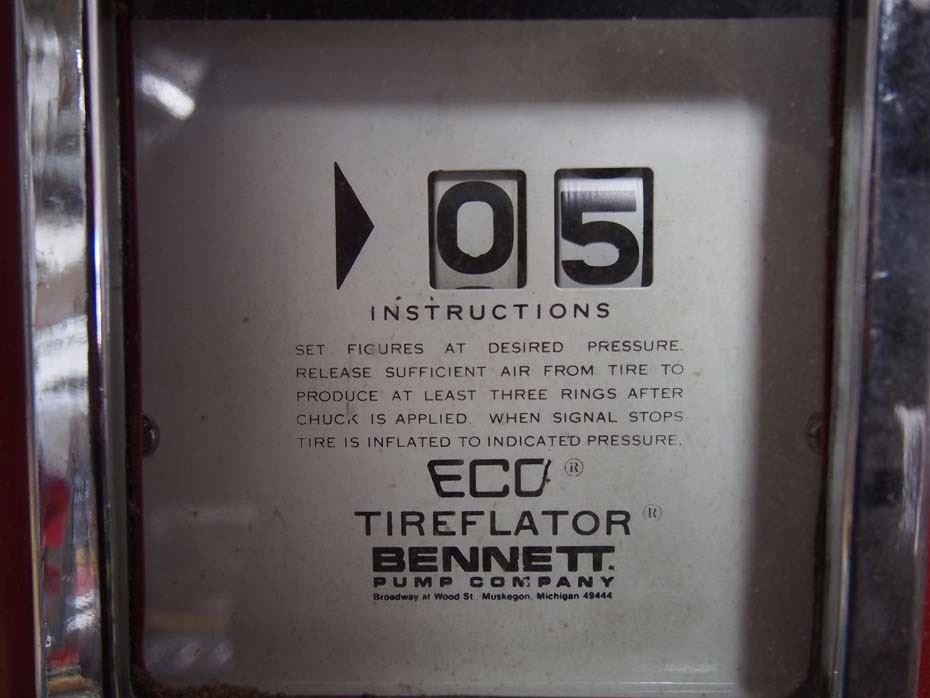 05
INSTRUCTIONS
SET FIGURES AT DESIRED PRESSURE.
RELEASE SUFFICIENT AIR FROM TIRE TO
PRODUCE AT LEAST THREE RINGS AFTER
CHUCK IS APPLIED. WHEN SIGNAL STOPS
TIRE IS INFLATED TO INDICATED PRESSURE.
ECO®
TIREFLATOR®
BENNETT.
PUMP COMPANY
Broadway at Wood St. Muskegon, Michigan 49444